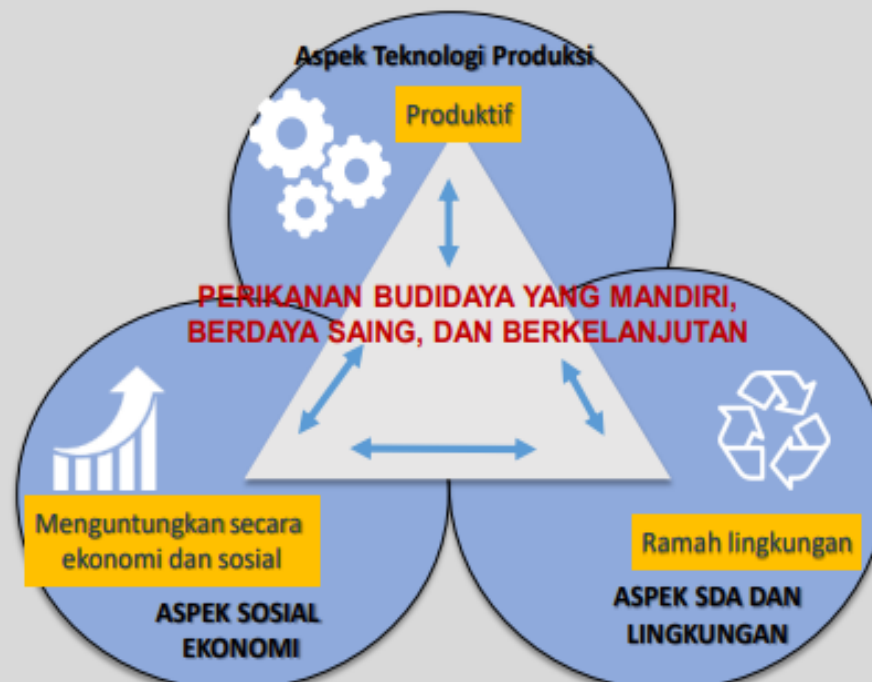 Aspek Teknologi Produksi
Produktif
PERIKANAN BUDIDAYA YANG MANDIRI,
BERDAYA SAING, DAN BERKELANJUTAN
Menguntungkan secara
ekonomi dan sosial
ASPEK SOSIAL
EKONOMI
Ramah lingkungan
ASPEK SDA DAN
LINGKUNGAN